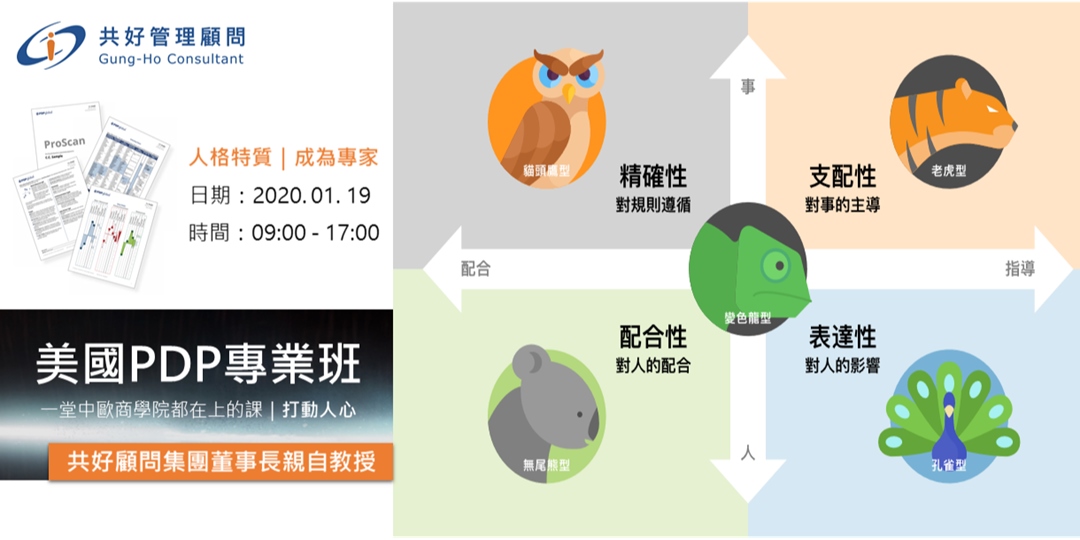 共好管理顧問
Gung-Ho Consultant
ProScan
人格特質 | 成為專家
日期：2020.01.19
時間：09:00 - 17:00
美國PDP專業班
一堂中歐商學院都在上的課 | 打動人心
共好顧問集團董事長親自教授
事
貓頭鷹型
精確性
對規則遵循
支配性
對事的主導
老虎型
配合
指導
變色龍型
配合性
對人的配合
表達性
對人的影響
無尾熊型
孔雀型
人